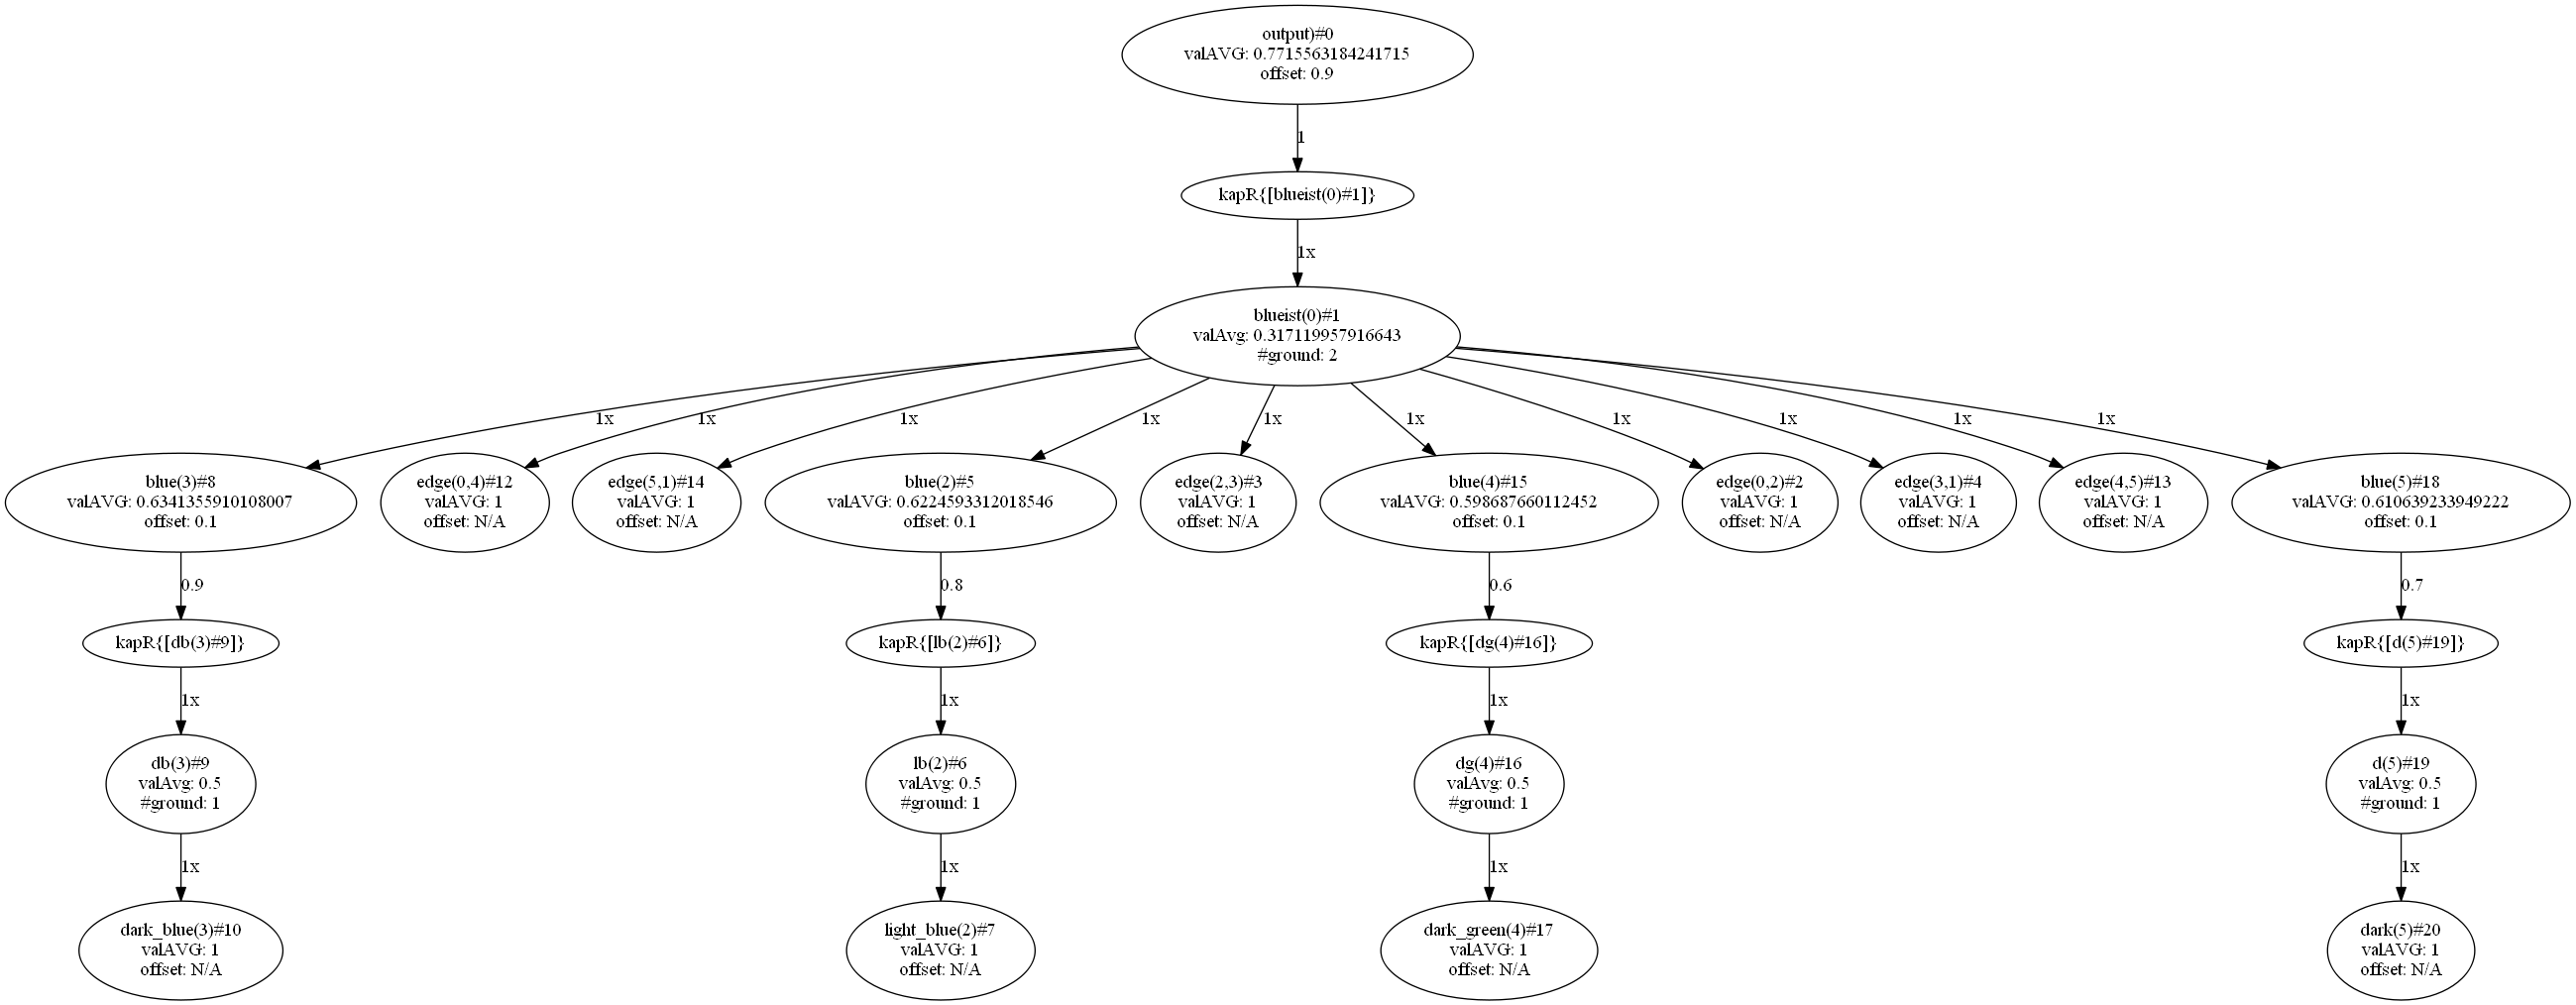 output)#0
valAVG: 0.7715563184241715
offset: 0.9
1
kapR{[blueist(0)#1]}
1x
blueist(0)#1
valAvg: 0.317119957916643
#ground: 2
1x
1x
1x
1x
1x
1x
1x
1x
1x
1x
blue(3)#8
valAVG: 0.6341355910108007
offset: 0.1
edge(0,4)#12
valAVG: 1
offset: N/A
edge(5,1)#14
valAVG: 1
offset: N/A
blue(2)#5
valAVG: 0.6224593312018546
offset: 0.1
edge(2,3)#3
valAVG: 1
offset: N/A
blue(4)#15
valAVG: 0.598687660112452
offset: 0.1
edge(0,2)#2
valAVG: 1
offset: N/A
edge(3,1)#4
valAVG: 1
offset: N/A
edge(4,5)#13
valAVG: 1
offset: N/A
blue(5)#18
valAVG: 0.610639233949222
offset: 0.1
0.9
0.8
0.6
0.7
kapR{[db(3)#9]}
kapR{[lb(2)#6]}
kapR{[dg(4)#16]}
kapR{[d(5)#19]}
1x
1x
1x
1x
db(3)#9
valAvg: 0.5
#ground: 1
lb(2)#6
valAvg: 0.5
#ground: 1
dg(4)#16
valAvg: 0.5
#ground: 1
d(5)#19
valAvg: 0.5
#ground: 1
1x
1x
1x
1x
dark_blue(3)#10
valAVG: 1
offset: N/A
light_blue(2)#7
valAVG: 1
offset: N/A
dark_green(4)#17
valAVG: 1
offset: N/A
dark(5)#20
valAVG: 1
offset: N/A